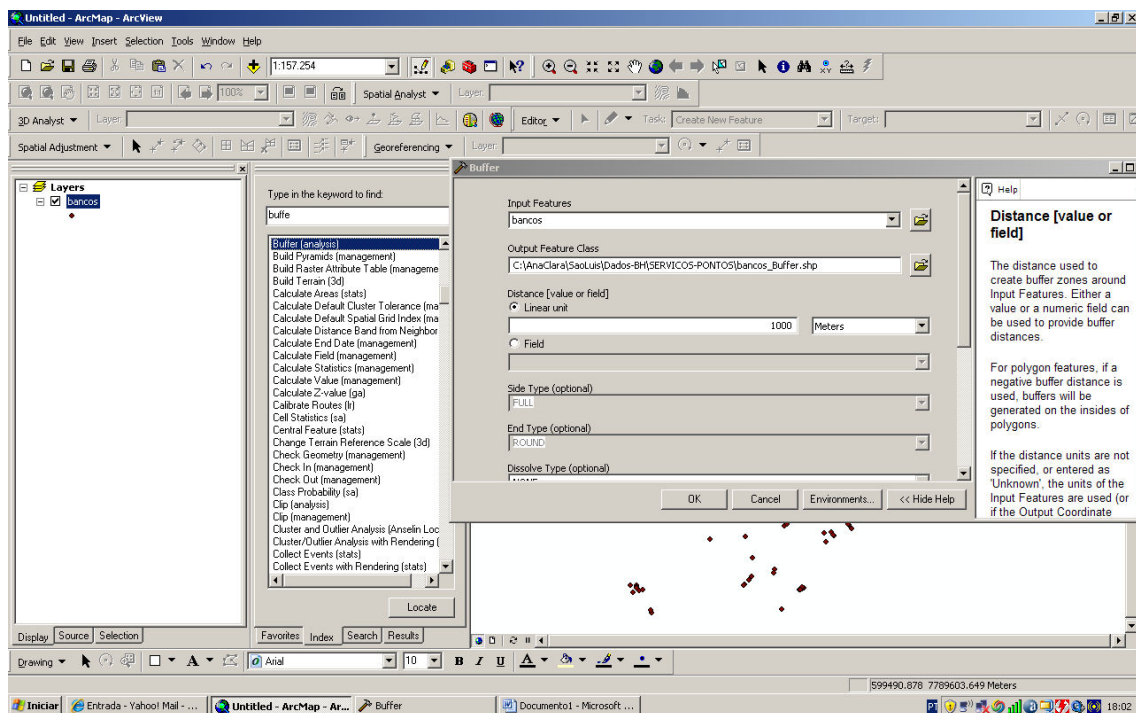 Untitled - ArcMap - ArcView
File Edit View Insert Selection Tools Window Help
1:157.254
100%
Spatial Analyst
Layer:
3D Analyst
Layer:
Editor
Task:
Create New Feature
Target:
Spatial Adjustment
Georeferencing
Layer:
Layers
bancos
Type in the keyword to find:
buffe
Buffer (analysis)
Build Pyramids (management)
Build Raster Attribute Table (manageme
Build Terrain (3d)
Calculate Areas (stats)
Calculate Default Cluster Tolerance (ma
Calculate Default Spatial Grid Index (ma
Calculate Distance Band from Neighbor
Calculate End Date (management)
Calculate Field (management)
Calculate Statistics (management)
Calculate Value (management)
Calculate Z-value (ga)
Calibrate Routes (lr)
Cell Statistics (sa)
Central Feature (stats)
Change Terrain Reference Scale (3d)
Check Geometry (management)
Check In (management)
Check Out (management)
Class Probability (sa)
Clip (analysis)
Clip (management)
Cluster and Outlier Analysis (Anselin Loc
Cluster/Outlier Analysis with Rendering (
Collect Events (stats)
Collect Events with Rendering (stats)
Locate
Favorites Index Search Results
Display Source Selection
Buffer
Input Features
bancos
Output Feature Class
C:\AnaClara\SaoLuis\Dados-BH\SERVICOS-PONTOS\bancos_Buffer.shp
Distance [value or field]
Linear unit
1000 Meters
Field
Side Type (optional)
FULL
End Type (optional)
ROUND
Dissolve Type (optional)
OK Cancel Environments... << Hide Help
Help
Distance [value or
field]
The distance used to
create buffer zones around
Input Features. Either a
value or a numeric field can
be used to provide buffer
distances.
For polygon features, if a
negative buffer distance is
used, buffers will be
generated on the insides of
polygons.
If the distance units are not
specified, or entered as
'Unknown', the units of the
Input Features are used (or
if the Output Coordinate
Drawing
A
Arial
10
B I U A
599490.878 7789603.649 Meters
Iniciar
Entrada - Yahoo! Mail - ...
Untitled - ArcMap - Ar...
Buffer
Documento1 - Microsoft ...
PT
18:02